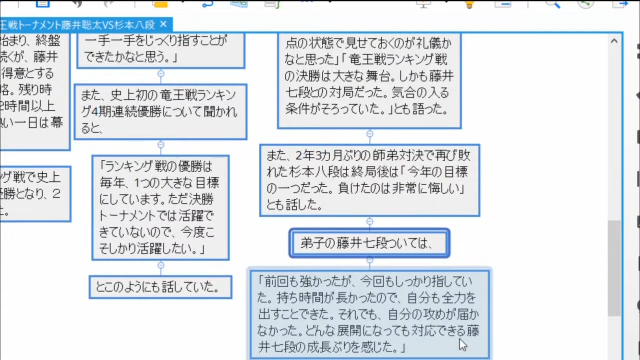 王戦トーナメント藤井聡太VS杉本八段 ×
始まり、終盤
続くが、藤井
得意とする
略。残り時
2時間以上
熱い一日は幕
ング戦で史上
優勝となり、2
た。
一手一手をじっくり指すことが
できたかなと思う。」
また、史上初の竜王戦ランキン
グ4期連続優勝について聞かれ
ると、
「ランキング戦の優勝は
毎年、1つの大きな目標
にしています。ただ決勝
トーナメントでは活躍で
きていないので、今度こ
そしかり活躍したい。」
とこのようにも話していた。
点の状態で見せておくのが礼儀か
なと思った」「竜王戦ランキング戦
の決勝は大きな舞台。しかも藤井
七段との対局だった。気合の入る
条件がそろっていた。」とも語った。
また、2年3カ月ぶりの師弟対決で再び敗
れた杉本八段は終局後は「今年の目標
の一つだった。負けたのは非常に悔しい」
とも話した。
弟子の藤井七段ついては、
「前回も強かったが、今回もしっかり指してい
た。持ち時間が長かったので、自分も全力を
出すことできた。それでも、自分の攻めが届か
なかった。どんな展開になっても対応できる藤
井七段の成長ぶりを感じた。」